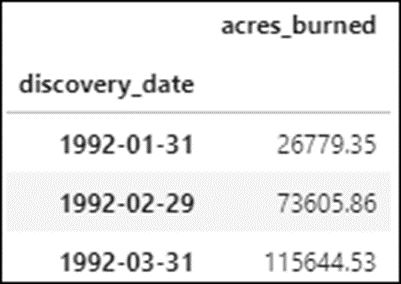 acres_burned
discovery_date
1992-01-31 26779.35
1992-02-29 73605.86
1992-03-31 115644.53